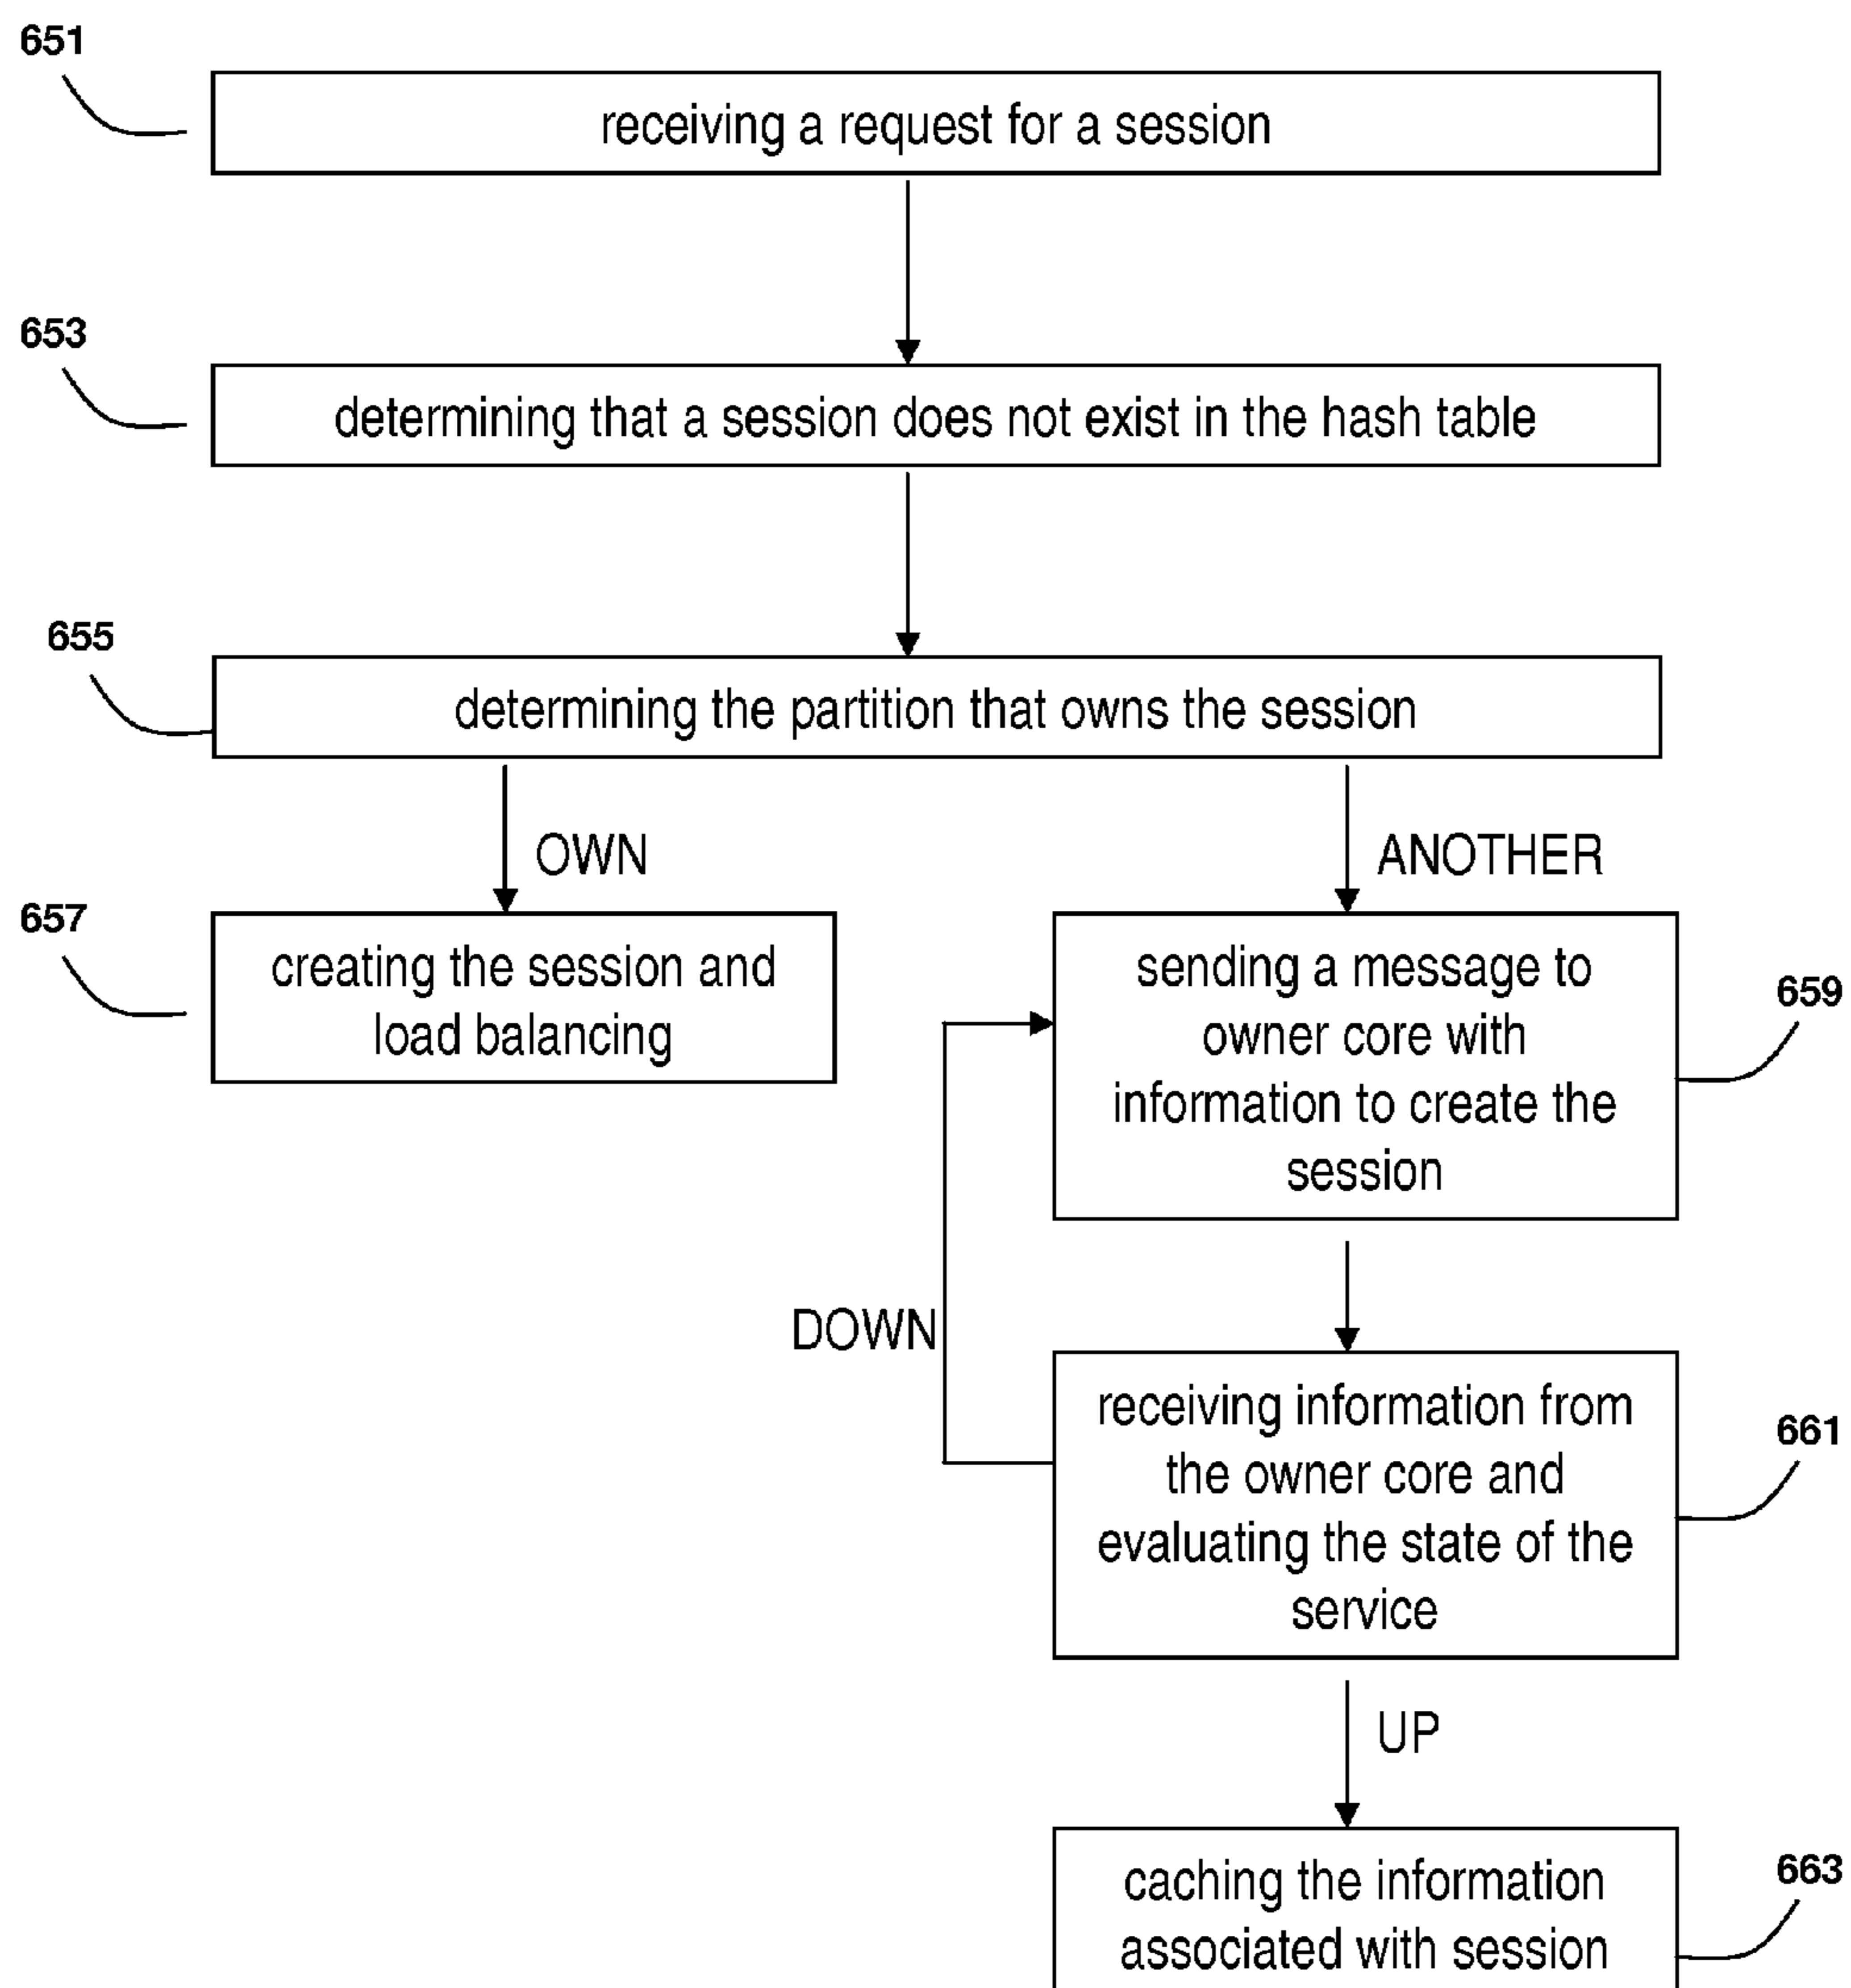 651
receiving a request for a session
653
determining that a session does not exist in the hash table
655
determining the partition that owns the session
OWN
ANOTHER
657
creating the session and
load balancing
sending a message to
owner core with
information to create the
session
659
DOWN
receiving information from
the owner core and
evaluating the state of the
service
661
UP
caching the information
associated with session
663